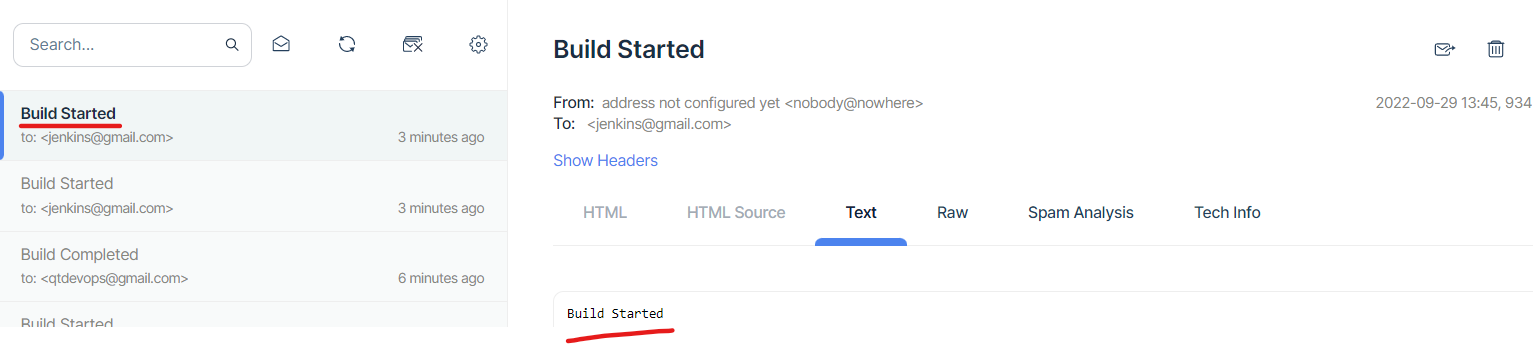 Search...
Build Started
to: <jenkins@gmail.com> 3 minutes ago
Build Started
to: <jenkins@gmail.com> 3 minutes ago
Build Completed
to: <qtdevops@gmail.com> 6 minutes ago
Build Started
Build Started
From: address not configured yet <nobody@nowhere> 2022-09-29 13:45, 934
To: <jenkins@gmail.com>
Show Headers
HTML HTML Source Text Raw Spam Analysis Tech Info
Build Started